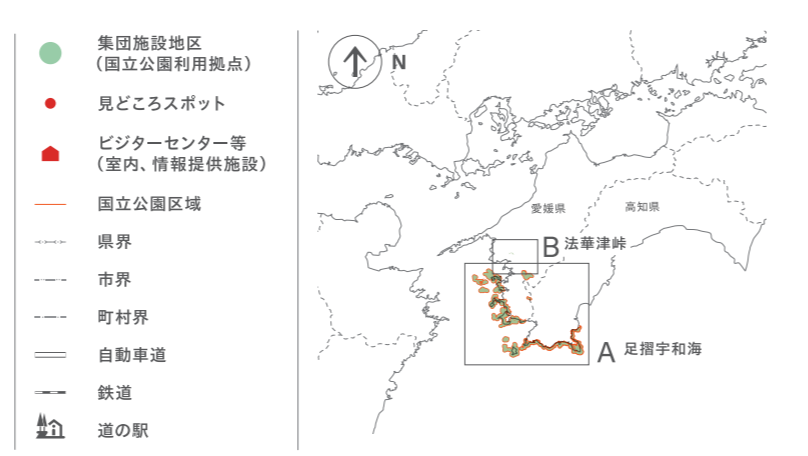 集団施設地区
（国立公園利用拠点）
見どころスポット
ビジターセンター等
（室内、情報提供施設）
国立公園区域
県界
市界
町村界
自動車道
鉄道
道の駅
N
愛媛県
高知県
B 法華津峠
A 足摺宇和海